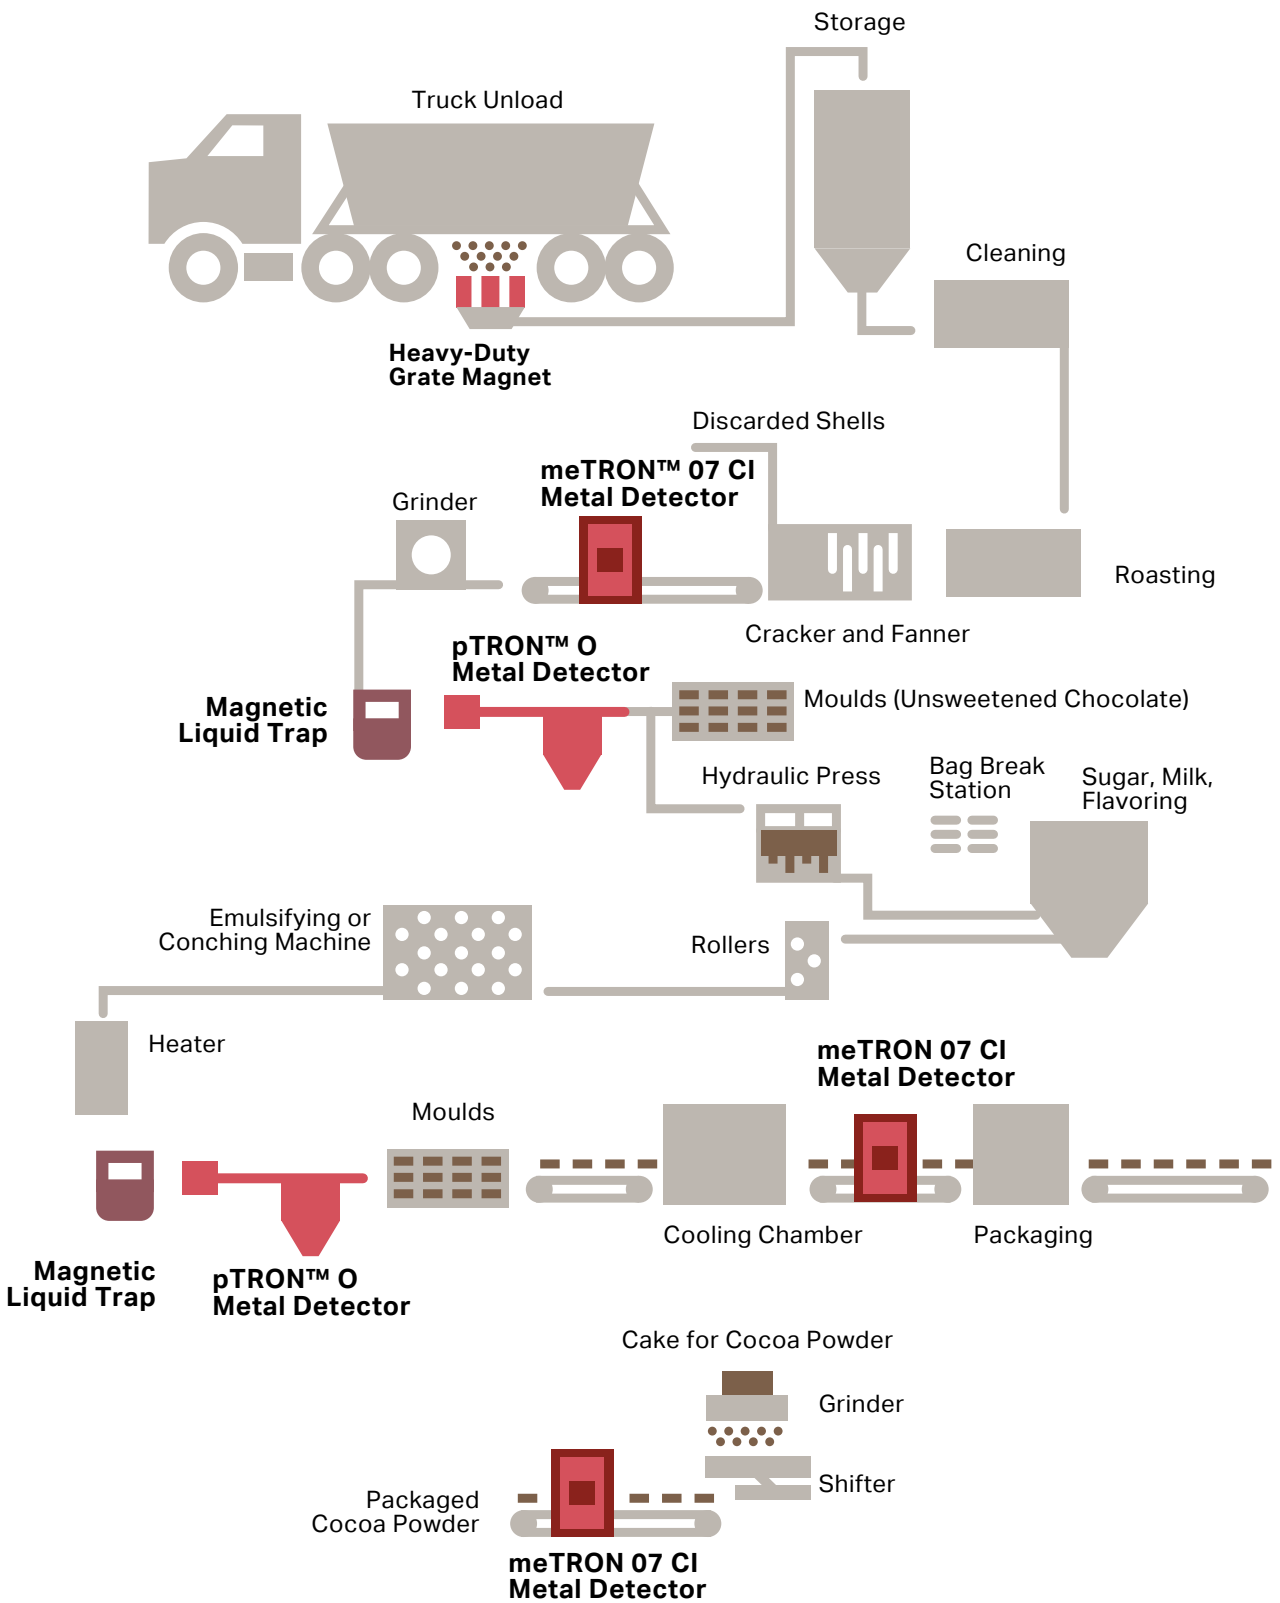 Storage
Truck Unload
Cleaning
Heavy-Duty
Grate Magnet
Discarded Shells
meTRON™ 07 CI
Metal Detector
Grinder
Roasting
Cracker and Fanner
pTRON™ O
Metal Detector
Magnetic
Liquid Trap
Moulds (Unsweetened Chocolate)
Hydraulic Press
Bag Break
Station
Sugar, Milk,
Flavoring
Emulsifying or
Conching Machine
Rollers
Heater
meTRON 07 CI
Metal Detector
Moulds
Cooling Chamber
Packaging
Magnetic
Liquid Trap
pTRON™ O
Metal Detector
Cake for Cocoa Powder
Grinder
Shifter
Packaged
Cocoa Powder
meTRON 07 CI
Metal Detector